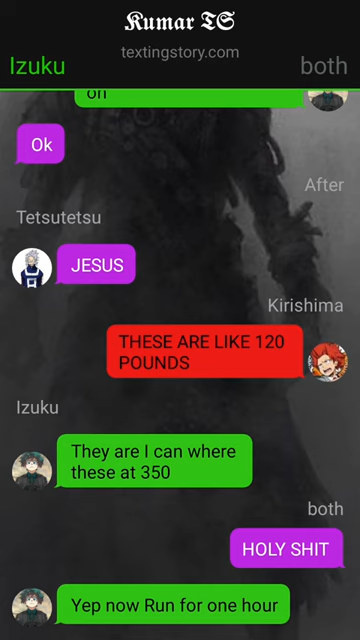 𝕶𝖚𝖒𝖆𝖗 𝕿𝕾
textingstory.com
Izuku
both
on
Ok
After
Tetsutetsu
JESUS
Kirishima
THESE ARE LIKE 120
POUNDS
Izuku
They are I can where
these at 350
both
HOLY SHIT
Yep now Run for one hour